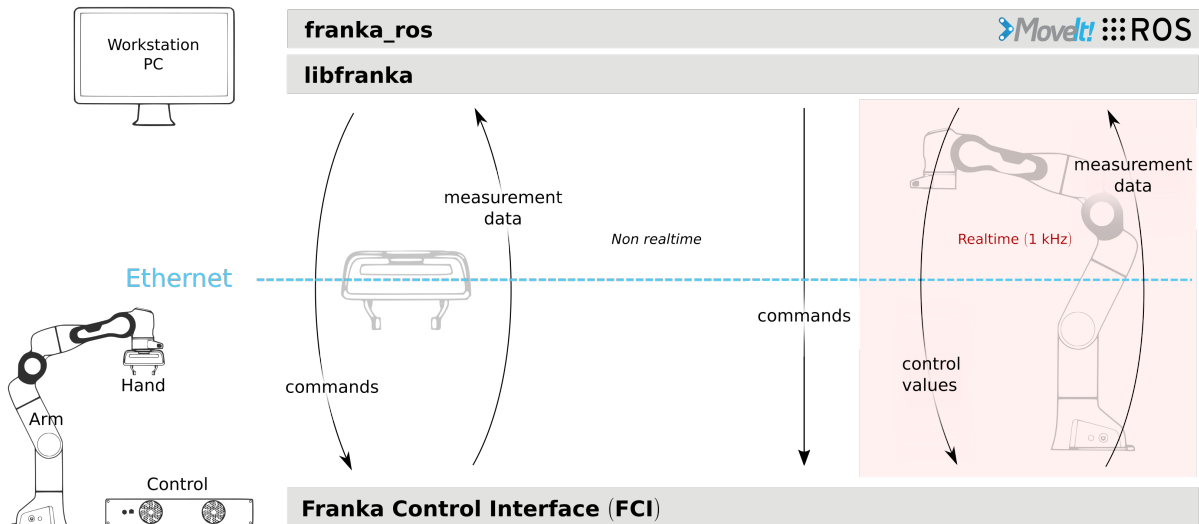 Workstation
PC
franka_ros
MoveIt! ROS
libfranka
measurement
data
Non realtime
measurement
data
Realtime (1 kHz)
Ethernet
commands
control
values
commands
Hand
Arm
Control
Franka Control Interface (FCI)